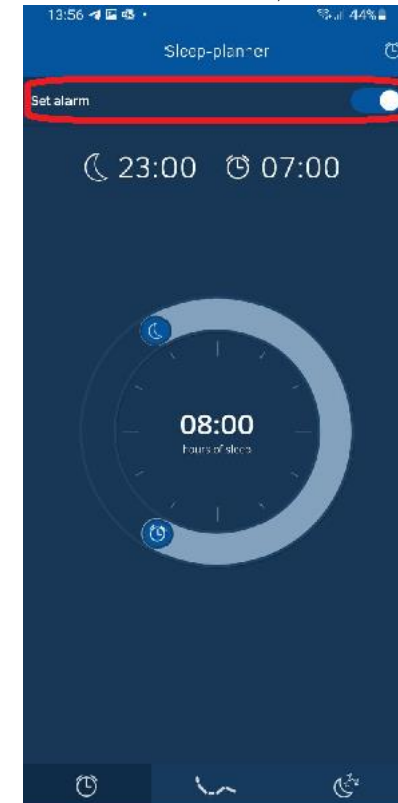 13:56 44%
Sleep-planner
Set alarm
23:00 07:00
08:00
hours of sleep